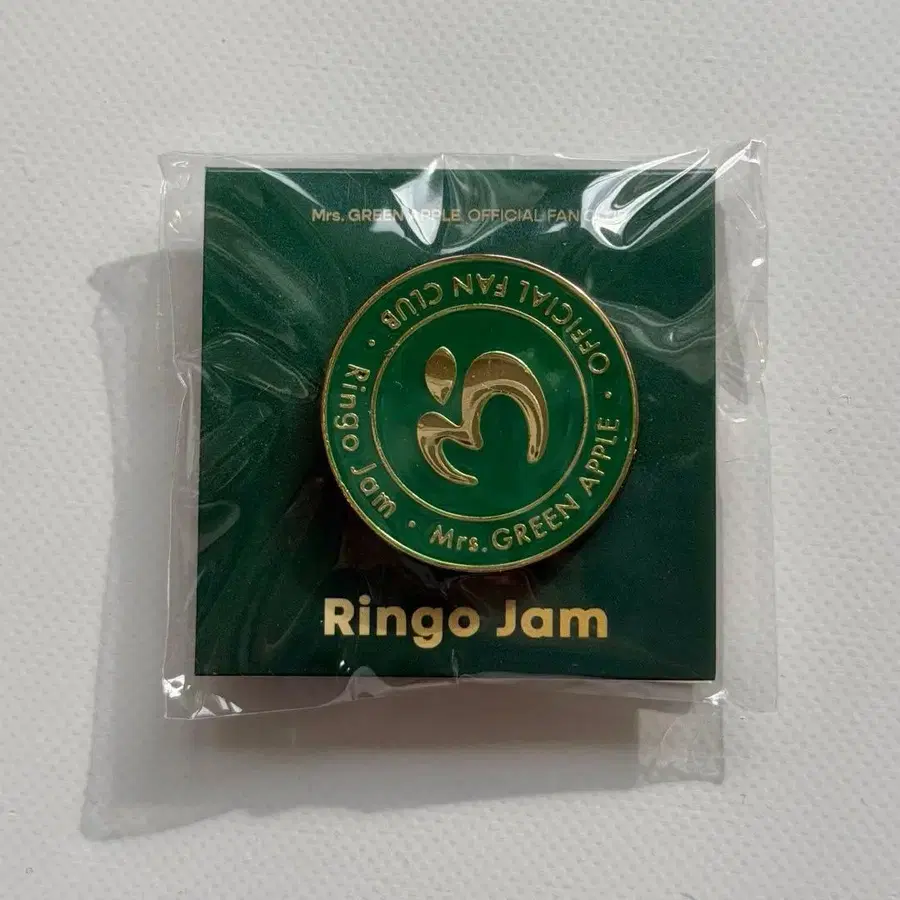 Mrs. GREEN APPLE OFFICIAL FAN CLUB
OFFICIAL FAN CLUB • Ringo Jam • Mrs. GREEN APPLE •
Ringo Jam